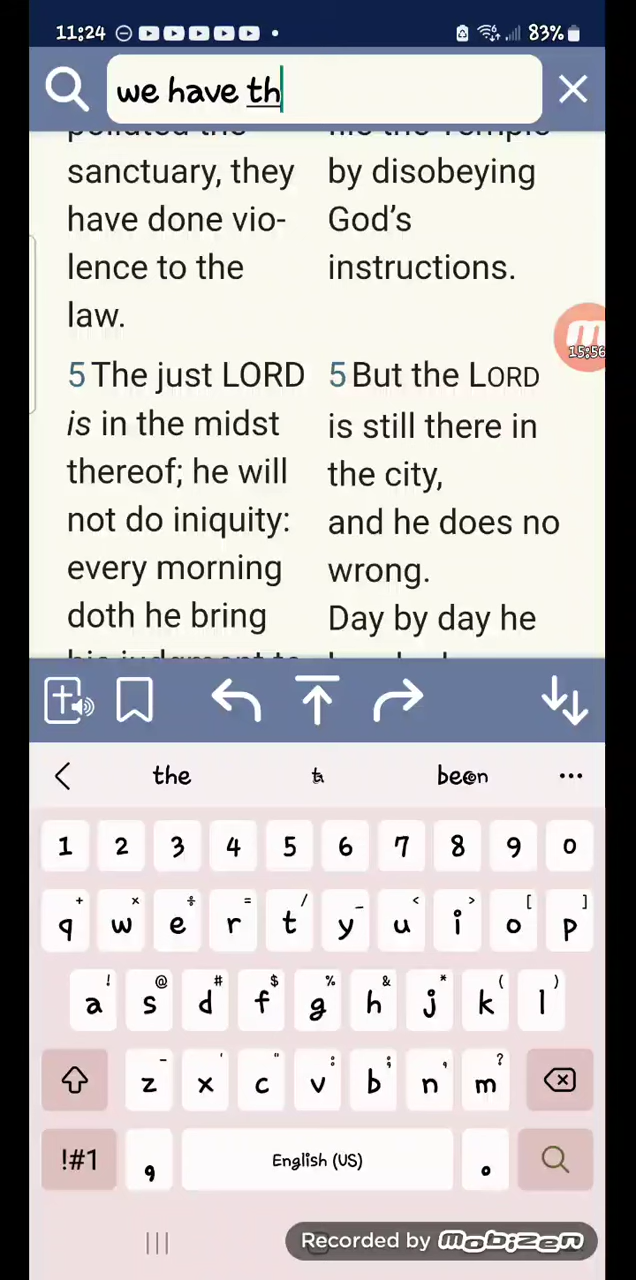 11:24
83%
we have th
sanctuary, they
have done vio-
lence to the
law.
5 The just LORD
is in the midst
thereof; he will
not do iniquity:
every morning
doth he bring
by disobeying
God's
instructions.
5 But the LORD
is still there in
the city,
and he does no
wrong.
Day by day he
15:56
the
been
1 2 3 4 5 6 7 8 9 0
+ × ÷ = / _ < > [ ]
q w e r t y u i o p
! @ # $ % & * ( )
a s d f g h j k l
- ' " : ; , ?
z x c v b n m
!#1 , English (US) .
Recorded by mobizen